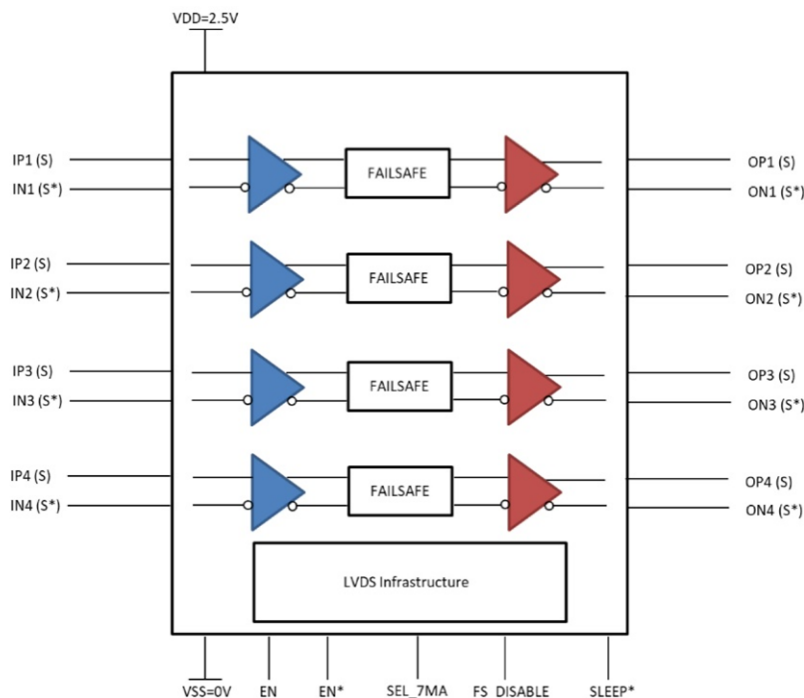 VDD=2.5V
IP1 (S)
FAILSAFE
OP1 (S)
IN1 (S*)
ON1 (S*)
IP2 (S)
FAILSAFE
OP2 (S)
IN2 (S*)
ON2 (S*)
IP3 (S)
FAILSAFE
OP3 (S)
IN3 (S*)
ON3 (S*)
IP4 (S)
FAILSAFE
OP4 (S)
IN4 (S*)
ON4 (S*)
LVDS Infrastructure
VSS=0V
EN
EN*
SEL_7MA
FS_DISABLE
SLEEP*